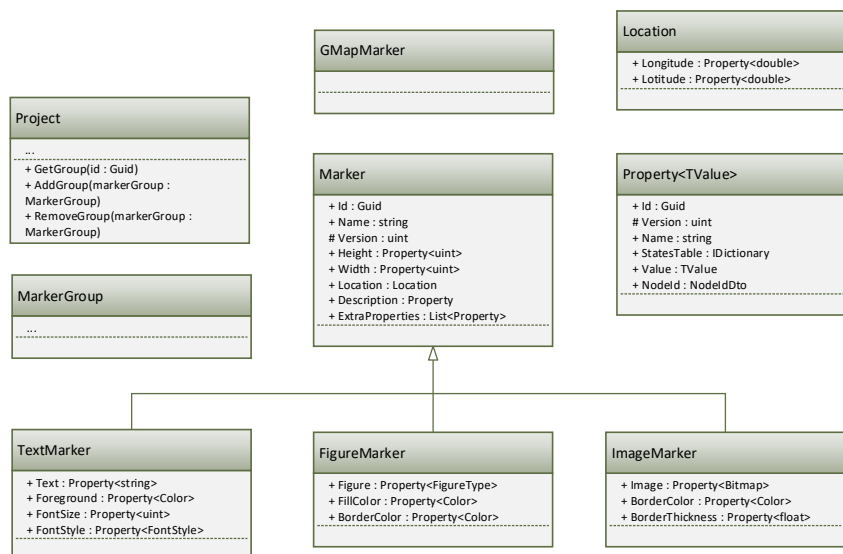 GMapMarker
Location
+ Longitude : Property<double>
+ Lotitude : Property<double>
Project
...
+ GetGroup(id : Guid)
+ AddGroup(markerGroup :
MarkerGroup)
+ RemoveGroup(markerGroup :
MarkerGroup)
Marker
+ Id : Guid
+ Name : string
# Version : uint
+ Height : Property<uint>
+ Width : Property<uint>
+ Location : Location
+ Description : Property
+ ExtraProperties : List<Property>
Property<TValue>
+ Id : Guid
# Version : uint
+ Name : string
+ StatesTable : IDictionary
+ Value : TValue
+ NodeId : NodeIdDto
MarkerGroup
...
TextMarker
+ Text : Property<string>
+ Foreground : Property<Color>
+ FontSize : Property<uint>
+ FontStyle : Property<FontStyle>
FigureMarker
+ Figure : Property<FigureType>
+ FillColor : Property<Color>
+ BorderColor : Property<Color>
ImageMarker
+ Image : Property<Bitmap>
+ BorderColor : Property<Color>
+ BorderThickness : Property<float>